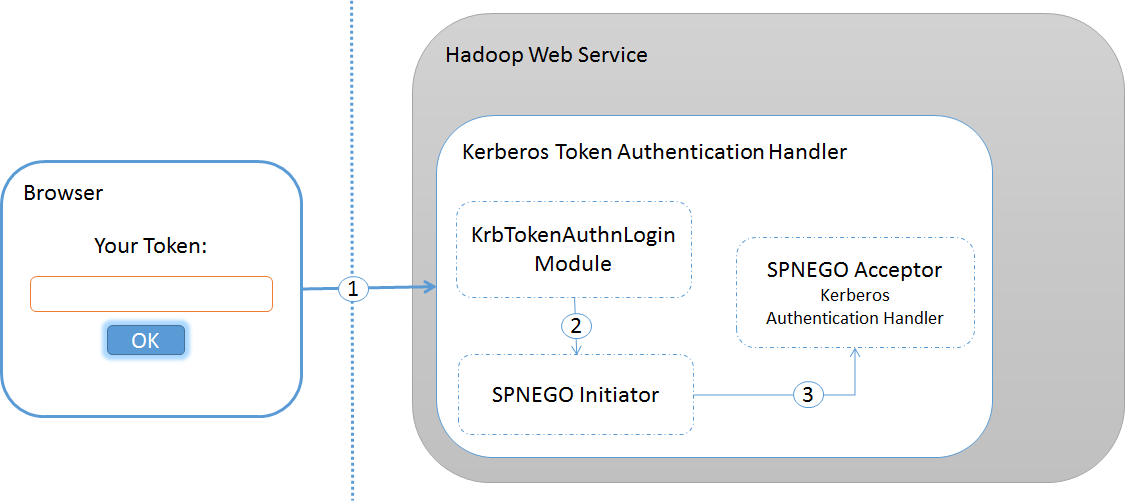 Hadoop Web Service
Kerberos Token Authentication Handler
Browser
Your Token:
OK
1
KrbTokenAuthnLogin
Module
2
SPNEGO Initiator
3
SPNEGO Acceptor
Kerberos
Authentication Handler